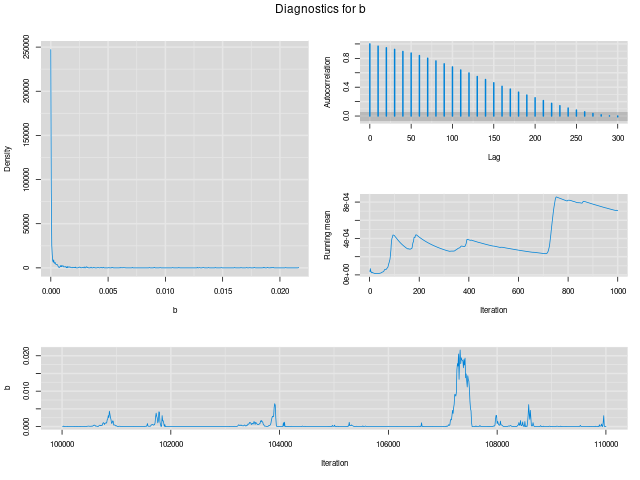 Diagnostics for b
Density
0 50000 100000 150000 200000 250000
0.000 0.005 0.010 0.015 0.020
b
Autocorrelation
0.0 0.4 0.8
0 50 100 150 200 250 300
Lag
Running mean
0e+00 4e-04 8e-04
0 200 400 600 800 1000
Iteration
b
0.000 0.010 0.020
100000 102000 104000 106000 108000 110000
Iteration